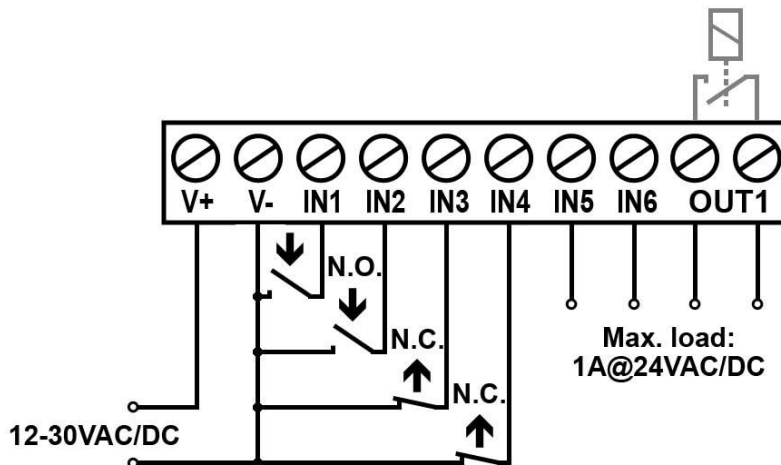 V+ V- IN1 IN2 IN3 IN4 IN5 IN6 OUT1
N.O.
N.C.
N.C.
Max. load:
1A@24VAC/DC
12-30VAC/DC